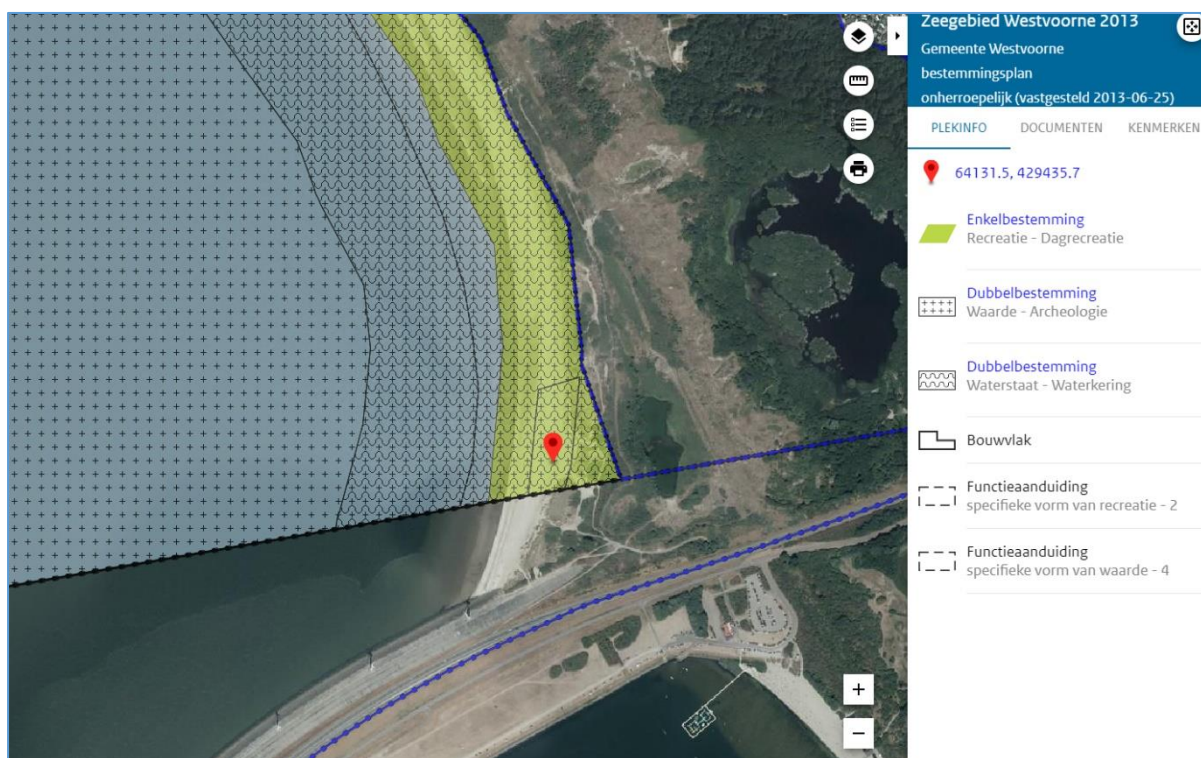 Zeegebied Westvoorne 2013
Gemeente Westvoorne
bestemmingsplan
onherroepelijk (vastgesteld 2013-06-25)
PLEKINFO DOCUMENTEN KENMERKEN
64131.5, 429435.7
Enkelbestemming
Recreatie - Dagrecreatie
Dubbelbestemming
Waarde - Archeologie
Dubbelbestemming
Waterstaat - Waterkering
Bouwvlak
Functieaanduiding
specifieke vorm van recreatie - 2
Functieaanduiding
specifieke vorm van waarde - 4